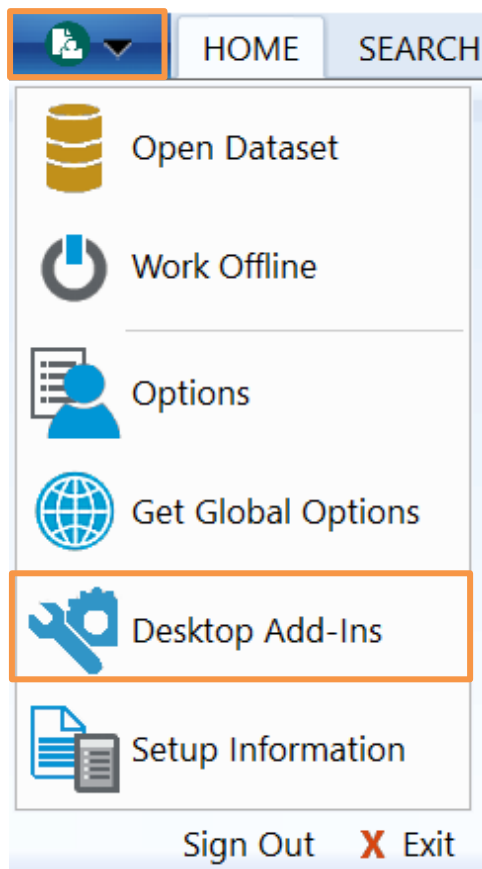 HOME SEARCH
Open Dataset
Work Offline
Options
Get Global Options
Desktop Add-Ins
Setup Information
Sign Out X Exit